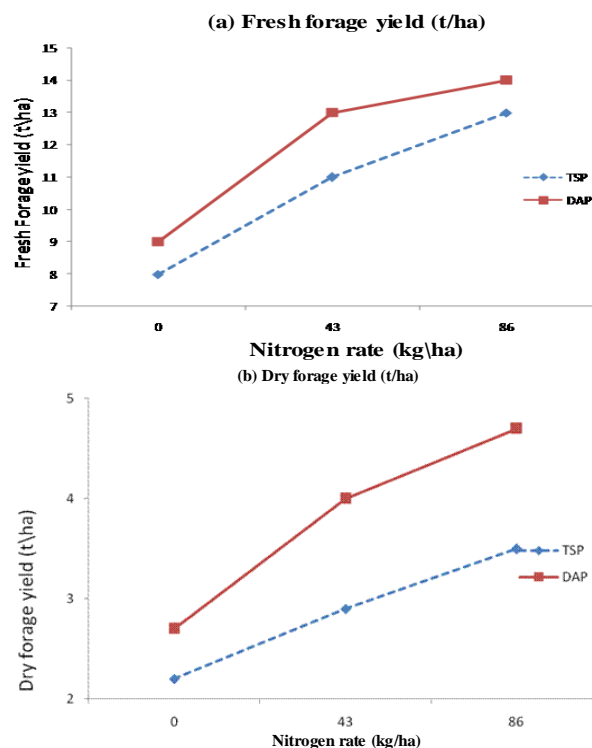 (a) Fresh forage yield (t/ha)
Fresh Forage yield (t\ha)
15
14
13
12
11
10
9
8
7
0 43 86
TSP
DAP
Nitrogen rate (kg\ha)
(b) Dry forage yield (t/ha)
Dry forage yield (t\ha)
5
4
3
2
0 43 86
TSP
DAP
Nitrogen rate (kg/ha)